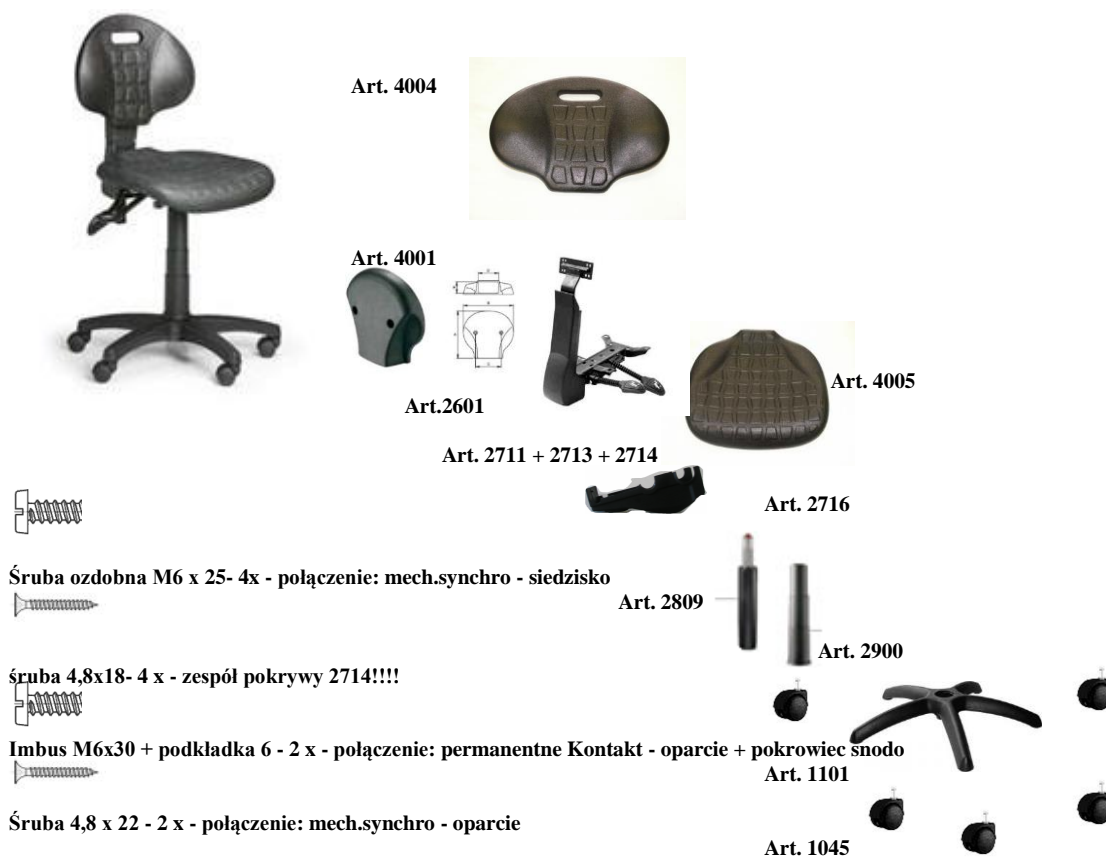 Art. 4004
Art. 4001
Art. 4005
Art.2601
Art. 2711 + 2713 + 2714
Art. 2716
Śruba ozdobna M6 x 25- 4x - połączenie: mech.synchro - siedzisko
Art. 2809
Art. 2900
śruba 4,8x18- 4 x - zespół pokrywy 2714!!!!
Imbus M6x30 + podkładka 6 - 2 x - połączenie: permanentne Kontakt - oparcie + pokrowiec snodo
Art. 1101
Śruba 4,8 x 22 - 2 x - połączenie: mech.synchro - oparcie
Art. 1045